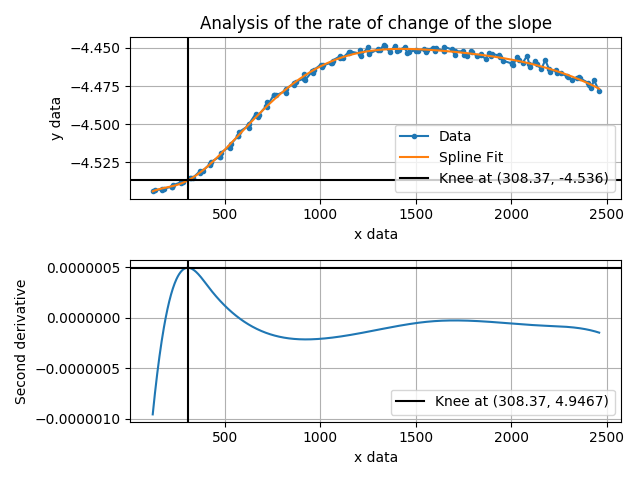 Analysis of the rate of change of the slope
y data
−4.450
−4.475
−4.500
−4.525
Data
Spline Fit
Knee at (308.37, -4.536)
500 1000 1500 2000 2500
x data
Second derivative
0.0000005
0.0000000
−0.0000005
−0.0000010
Knee at (308.37, 4.9467)
500 1000 1500 2000 2500
x data